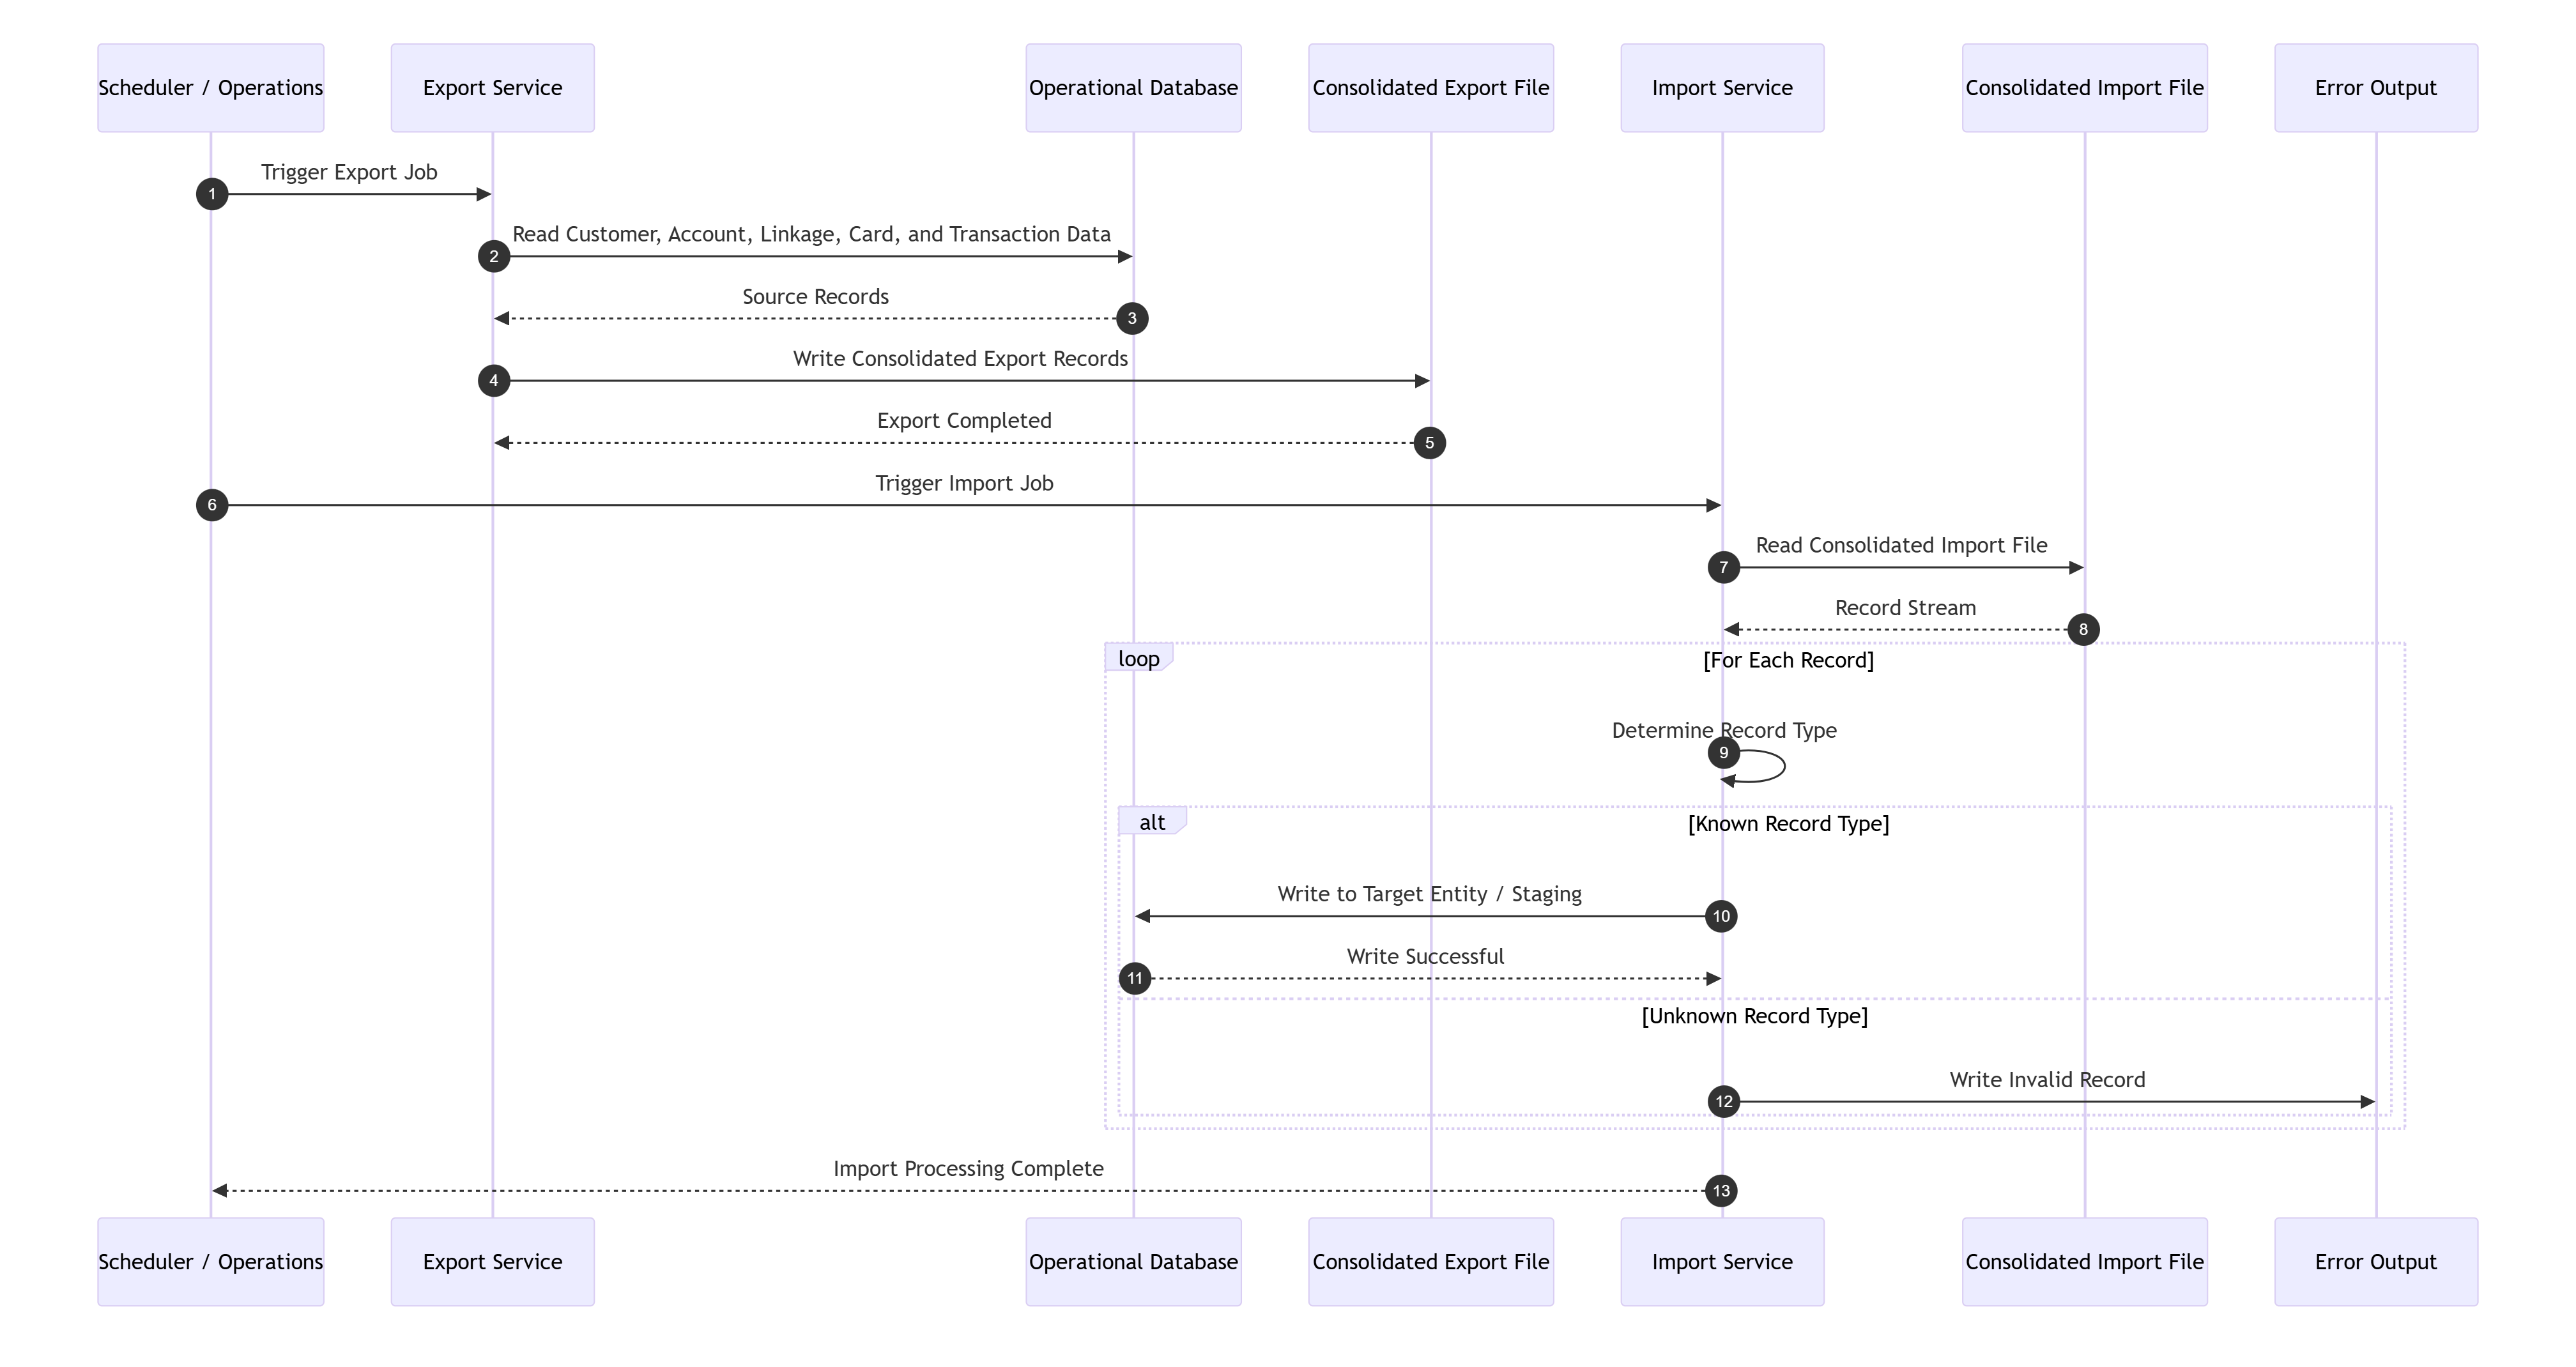 Scheduler / Operations
Export Service
Operational Database
Consolidated Export File
Import Service
Consolidated Import File
Error Output
Trigger Export Job
1
Read Customer, Account, Linkage, Card, and Transaction Data
2
Source Records
3
Write Consolidated Export Records
4
Export Completed
5
Trigger Import Job
6
Read Consolidated Import File
7
Record Stream
8
loop
[For Each Record]
Determine Record Type
9
alt
[Known Record Type]
Write to Target Entity / Staging
10
Write Successful
11
[Unknown Record Type]
Write Invalid Record
12
Import Processing Complete
13
Scheduler / Operations
Export Service
Operational Database
Consolidated Export File
Import Service
Consolidated Import File
Error Output